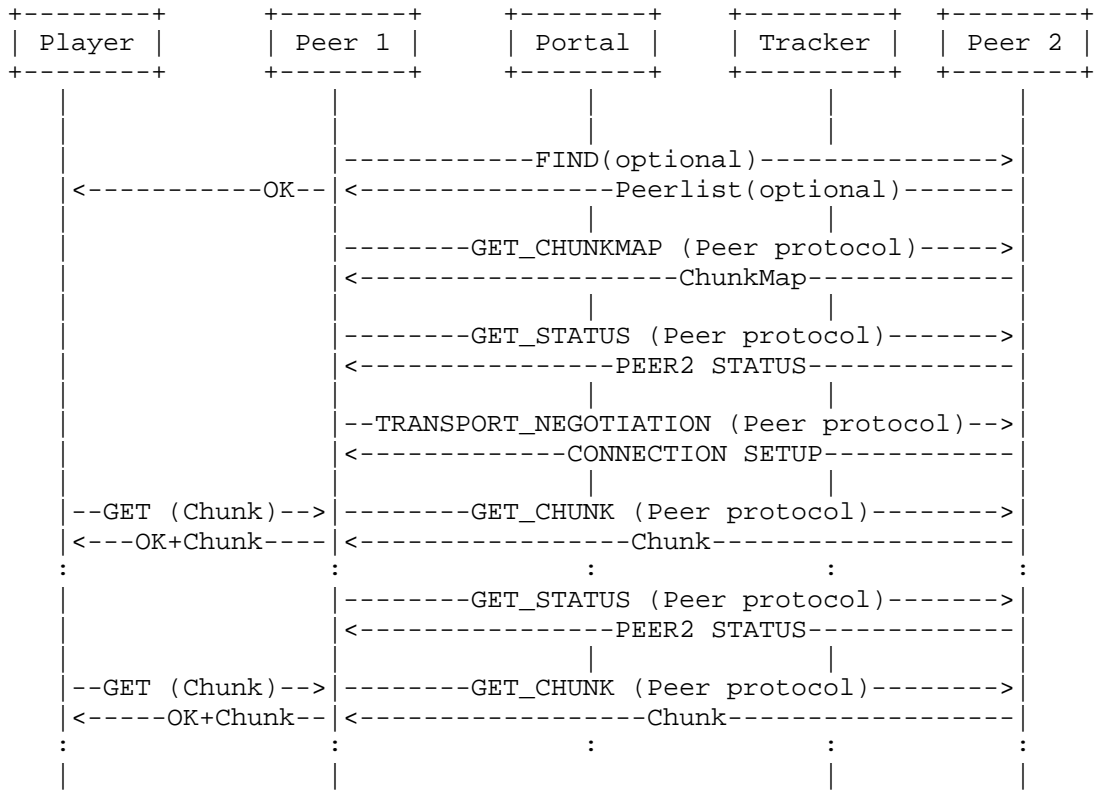 +--------+ +--------+ +--------+ +---------+ +--------+
| Player | | Peer 1 | | Portal | | Tracker | | Peer 2 |
+--------+ +--------+ +--------+ +---------+ +--------+
| | | | |
| | | | |
| |------------FIND(optional)--------------->|
|<-----------OK--|<----------------Peerlist(optional)-------|
| | | | |
| |--------GET_CHUNKMAP (Peer protocol)----->|
| |<--------------------ChunkMap-------------|
| | | | |
| |--------GET_STATUS (Peer protocol)------->|
| |<----------------PEER2 STATUS-------------|
| | | | |
| |--TRANSPORT_NEGOTIATION (Peer protocol)-->|
| |<-------------CONNECTION SETUP------------|
| | | | |
|--GET (Chunk)-->|--------GET_CHUNK (Peer protocol)-------->|
|<---OK+Chunk----|<-----------------Chunk-------------------|
: : : : :
| |--------GET_STATUS (Peer protocol)------->|
| |<----------------PEER2 STATUS-------------|
| | | | |
|--GET (Chunk)-->|--------GET_CHUNK (Peer protocol)-------->|
|<-----OK+Chunk--|<------------------Chunk------------------|
: : : : :
| | | |